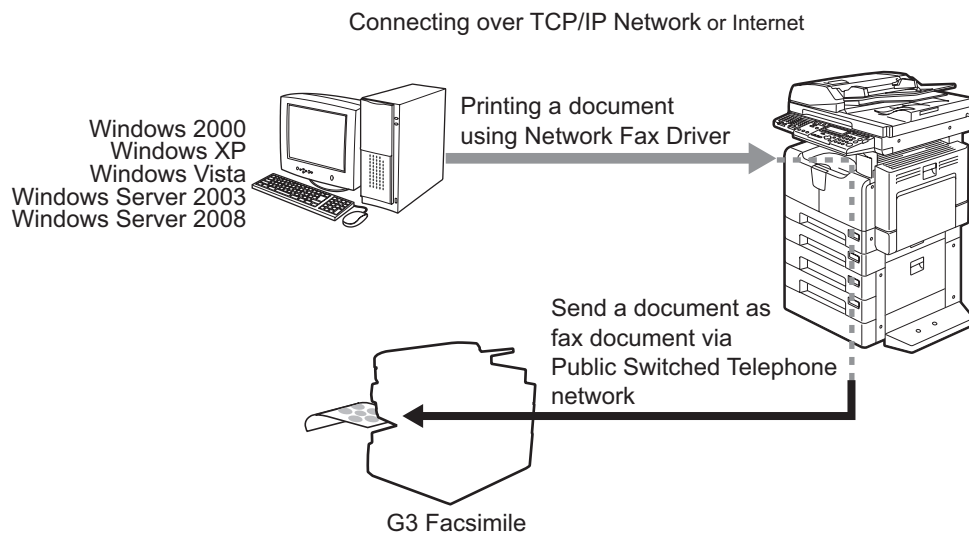 Connecting over TCP/IP Network or Internet
Windows 2000
Windows XP
Windows Vista
Windows Server 2003
Windows Server 2008
Printing a document
using Network Fax Driver
Send a document as
fax document via
Public Switched Telephone
network
G3 Facsimile